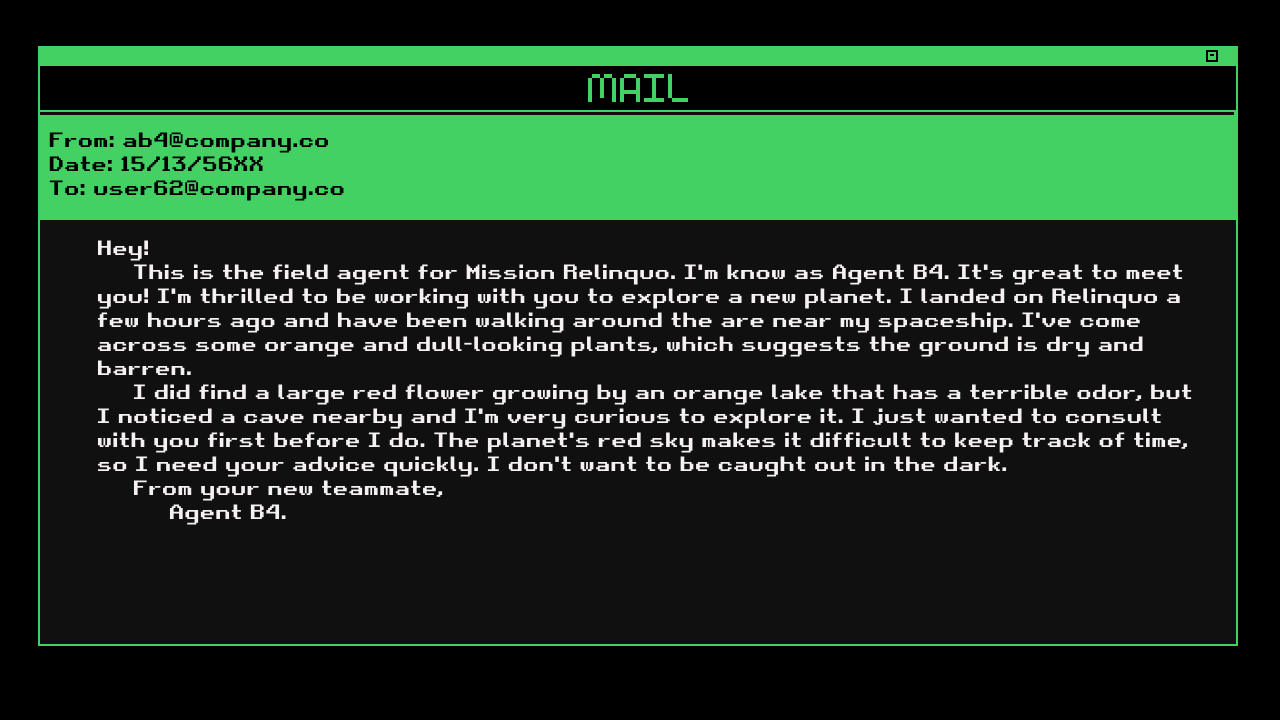 MAIL
From: ab4@company.co
Date: 15/13/56XX
To: user62@company.co
Hey!
This is the field agent for Mission Relinquo. I'm know as Agent B4. It's great to meet
you! I'm thrilled to be working with you to explore a new planet. I landed on Relinquo a
few hours ago and have been walking around the are near my spaceship. I've come
across some orange and dull-looking plants, which suggests the ground is dry and
barren.
I did find a large red flower growing by an orange lake that has a terrible odor, but
I noticed a cave nearby and I'm very curious to explore it. I just wanted to consult
with you first before I do. The planet's red sky makes it difficult to keep track of time,
so I need your advice quickly. I don't want to be caught out in the dark.
From your new teammate,
Agent B4.